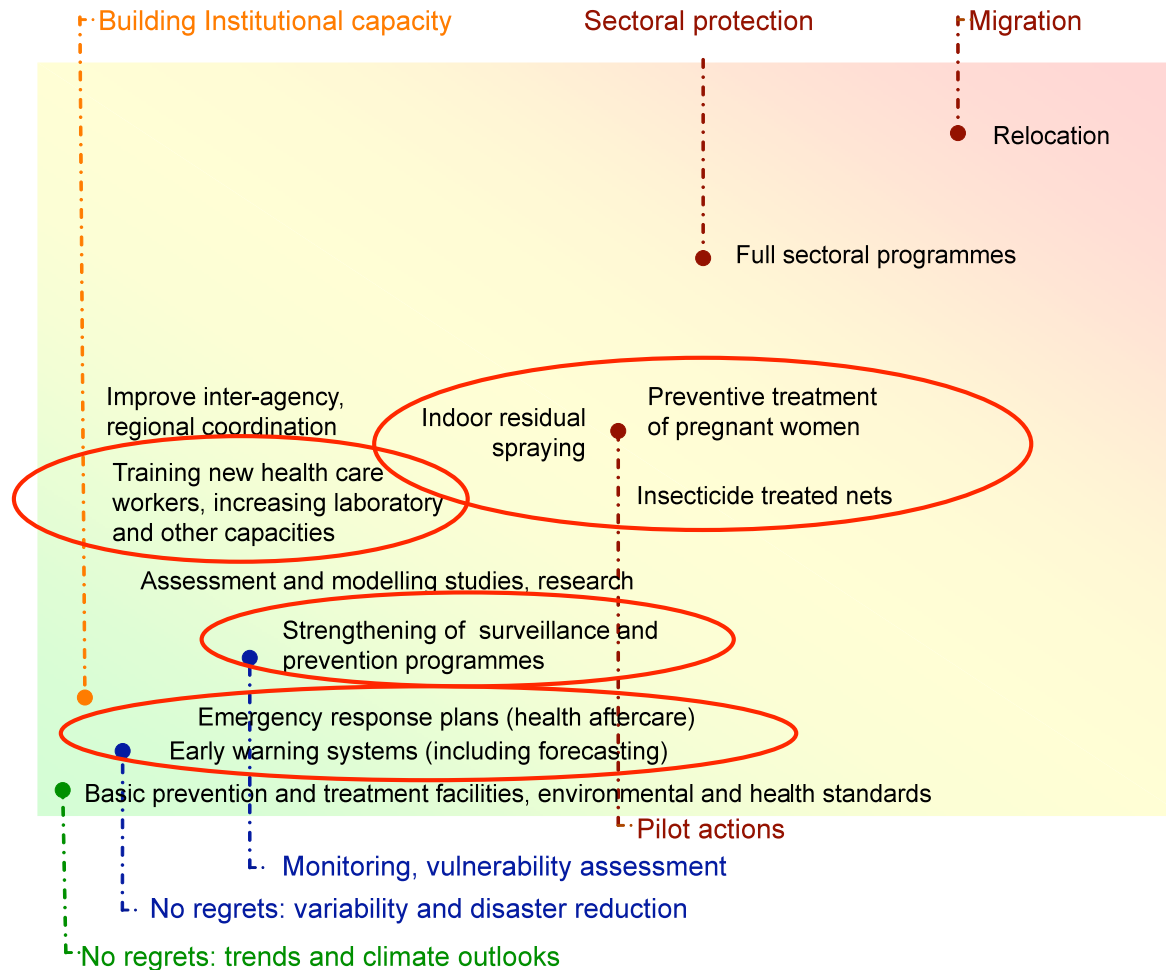 Building Institutional capacity
Sectoral protection
Migration
Relocation
Full sectoral programmes
Improve inter-agency,
regional coordination
Indoor residual
spraying
Preventive treatment
of pregnant women
Insecticide treated nets
Training new health care
workers, increasing laboratory
and other capacities
Assessment and modelling studies, research
Strengthening of  surveillance and
prevention programmes
Emergency response plans (health aftercare)
Early warning systems (including forecasting)
Basic prevention and treatment facilities, environmental and health standards
Pilot actions
Monitoring, vulnerability assessment
No regrets: variability and disaster reduction
No regrets: trends and climate outlooks